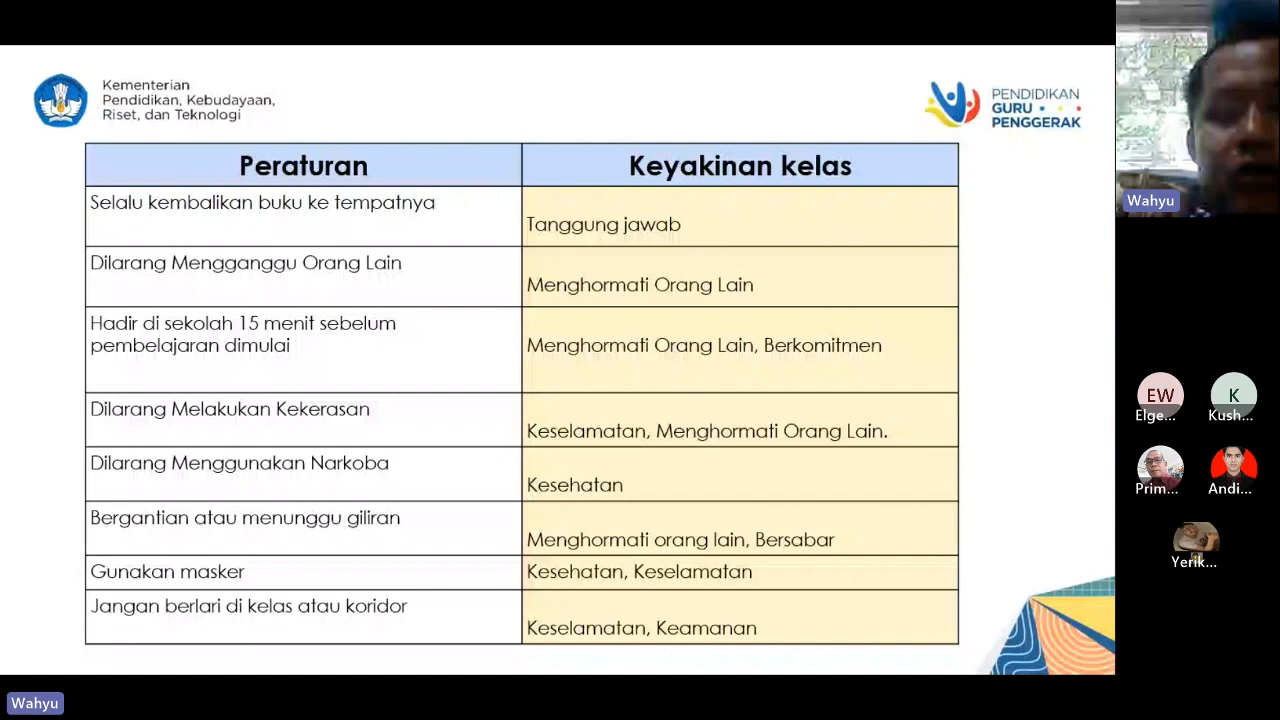 Kementerian
Pendidikan, Kebudayaan,
Riset, dan Teknologi
PENDIDIKAN
GURU
PENGGERAK
Peraturan
Keyakinan kelas
Selalu kembalikan buku ke tempatnya
Tanggung jawab
Dilarang Mengganggu Orang Lain
Menghormati Orang Lain
Hadir di sekolah 15 menit sebelum
pembelajaran dimulai
Menghormati Orang Lain, Berkomitmen
Dilarang Melakukan Kekerasan
Keselamatan, Menghormati Orang Lain.
Dilarang Menggunakan Narkoba
Kesehatan
Bergantian atau menunggu giliran
Menghormati orang lain, Bersabar
Gunakan masker
Kesehatan, Keselamatan
Jangan berlari di kelas atau koridor
Keselamatan, Keamanan
Wahyu
EW
Elge...
K
Kush...
Prim...
Andi...
Yerik...
Wahyu